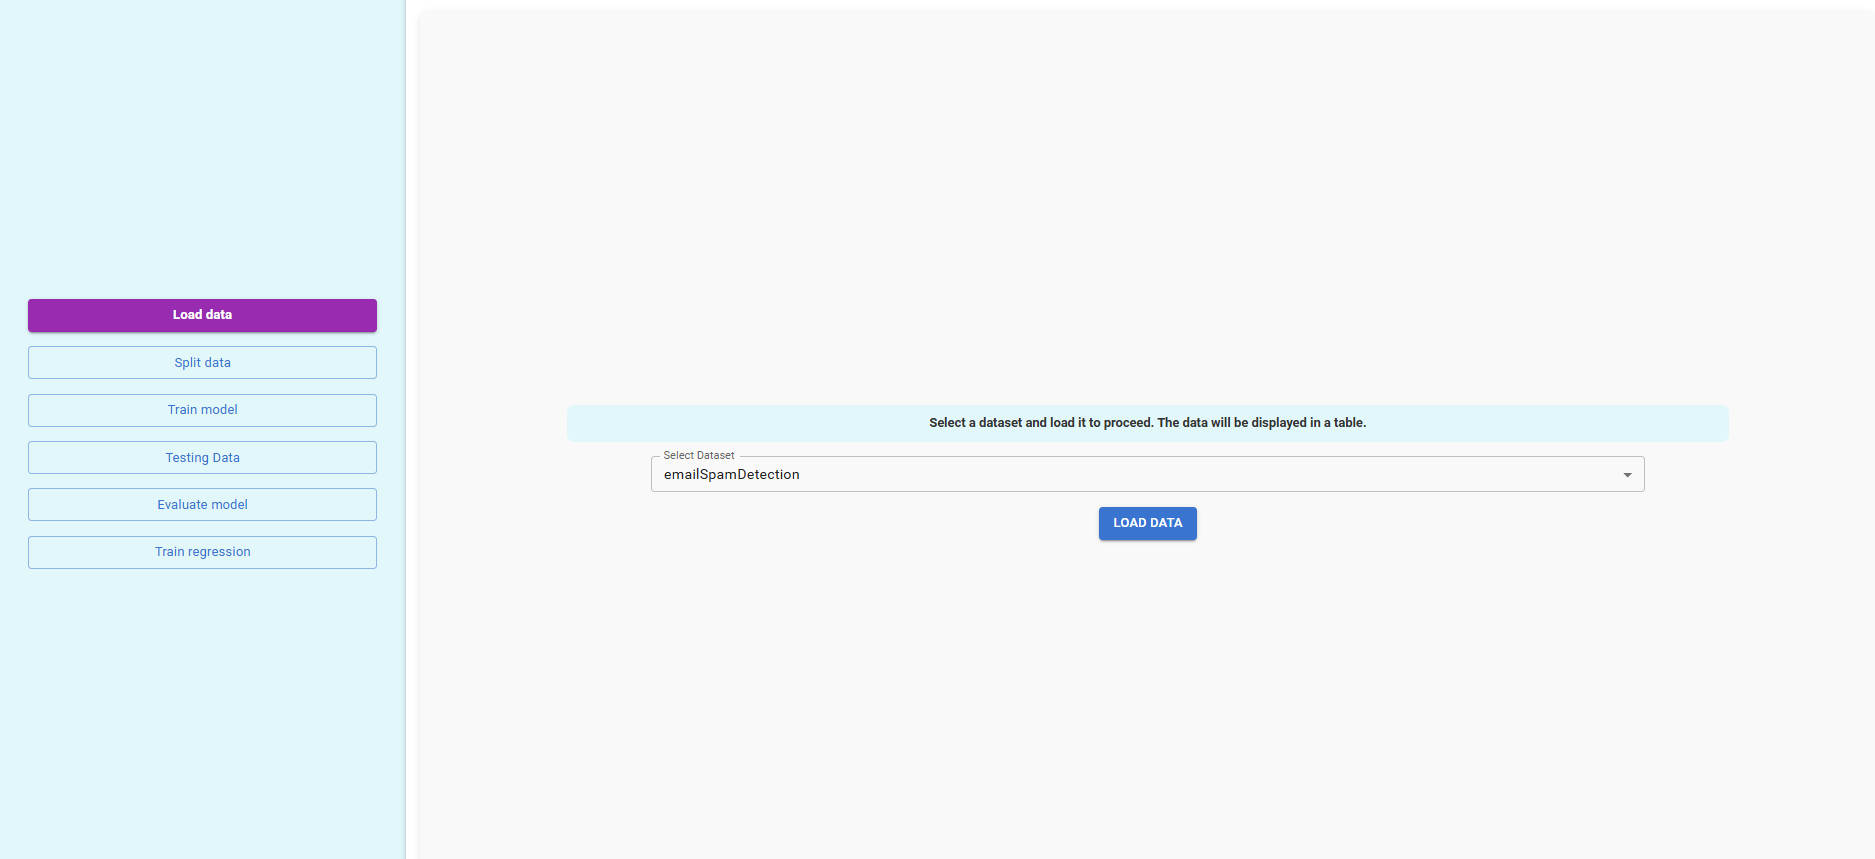 Load data
Split data
Train model
Testing Data
Evaluate model
Train regression
Select a dataset and load it to proceed. The data will be displayed in a table.
Select Dataset
emailSpamDetection
LOAD DATA